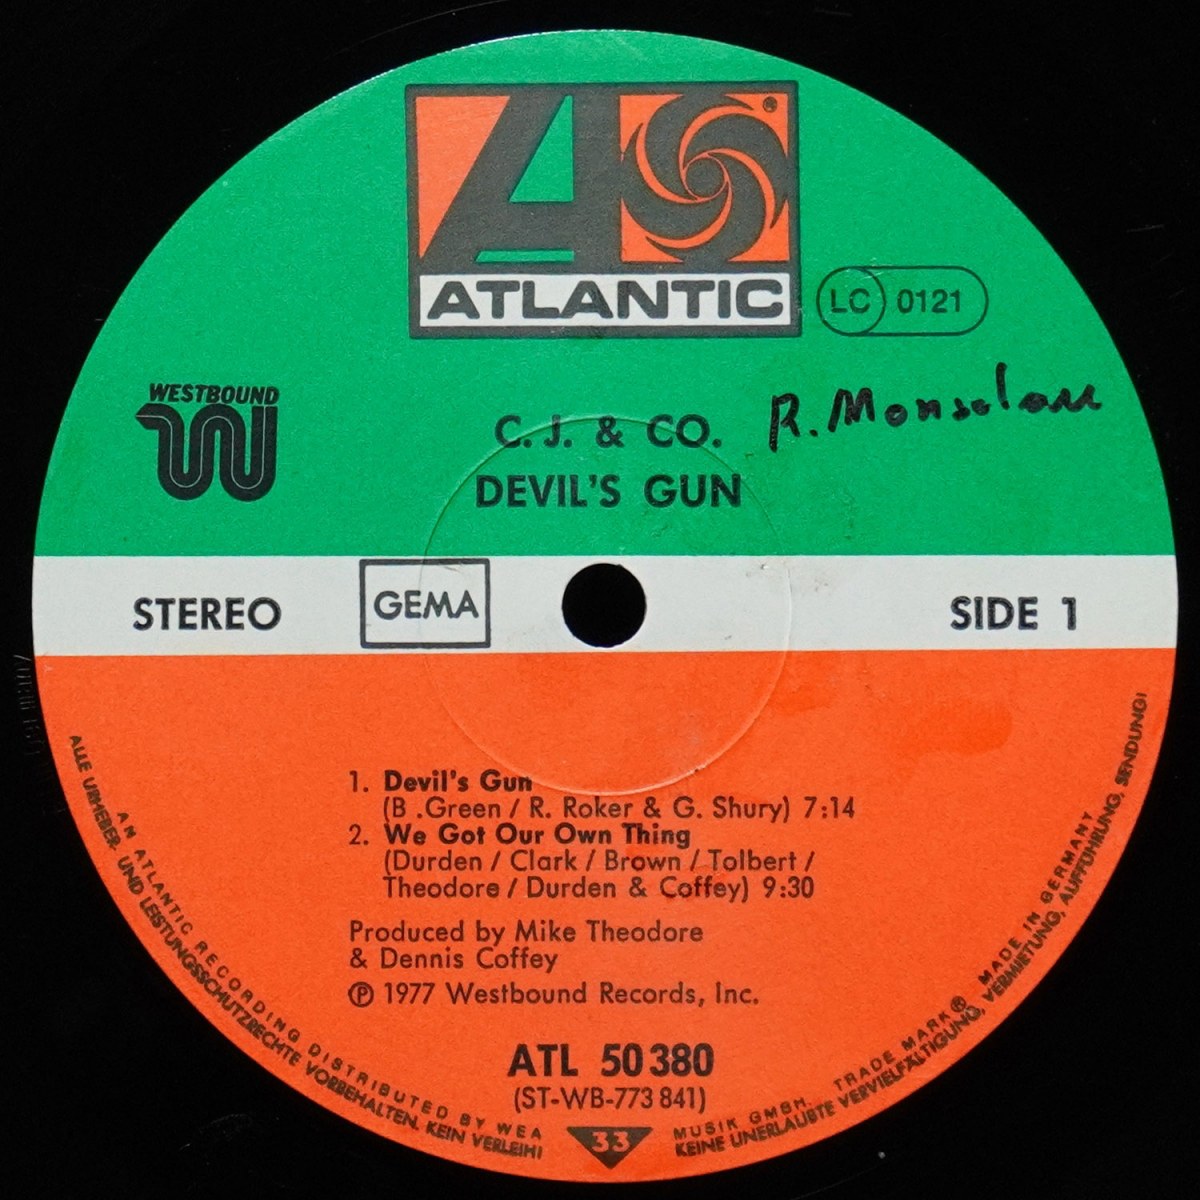 ®
ATLANTIC
LC 0121
WESTBOUND
C. J. & CO.
R.
DEVIL'S GUN
STEREO
GEMA
SIDE 1
1. Devil's Gun
(B .Green / R. Roker & G. Shury) 7:14
2. We Got Our Own Thing
(Durden / Clark / Brown / Tolbert /
Theodore / Durden & Coffey) 9:30
Produced by Mike Theodore
& Dennis Coffey
℗ 1977 Westbound Records, Inc.
ATL 50 380
(ST-WB-773 841)
33
AN ATLANTIC RECORDING DISTRIBUTED BY WEA MUSIK GMBH. TRADE MARK® MADE IN GERMANY
ALLE URHEBER- UND LEISTUNGSSCHUTZRECHTE VORBEHALTEN. KEIN VERLEIH! KEINE UNERLAUBTE VERVIELFÄLTIGUNG, VERMIETUNG, AUFFÜHRUNG, SENDUNG!